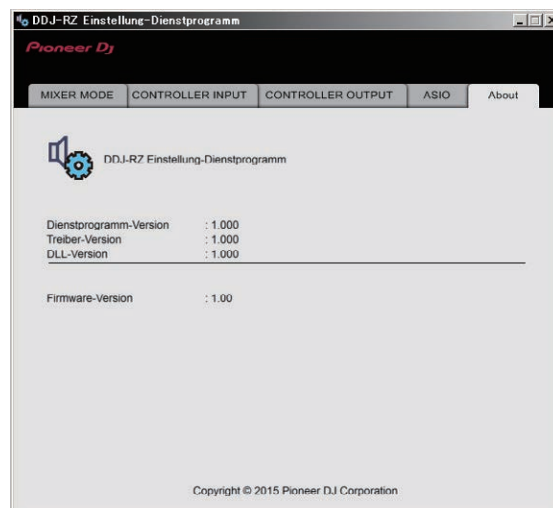 DDJ-RZ Einstellung-Dienstprogramm
Pioneer Dj
MIXER MODE CONTROLLER INPUT CONTROLLER OUTPUT ASIO About
DDJ-RZ Einstellung-Dienstprogramm
Dienstprogramm-Version : 1.000
Treiber-Version : 1.000
DLL-Version : 1.000
Firmware-Version : 1.00
Copyright © 2015 Pioneer DJ Corporation